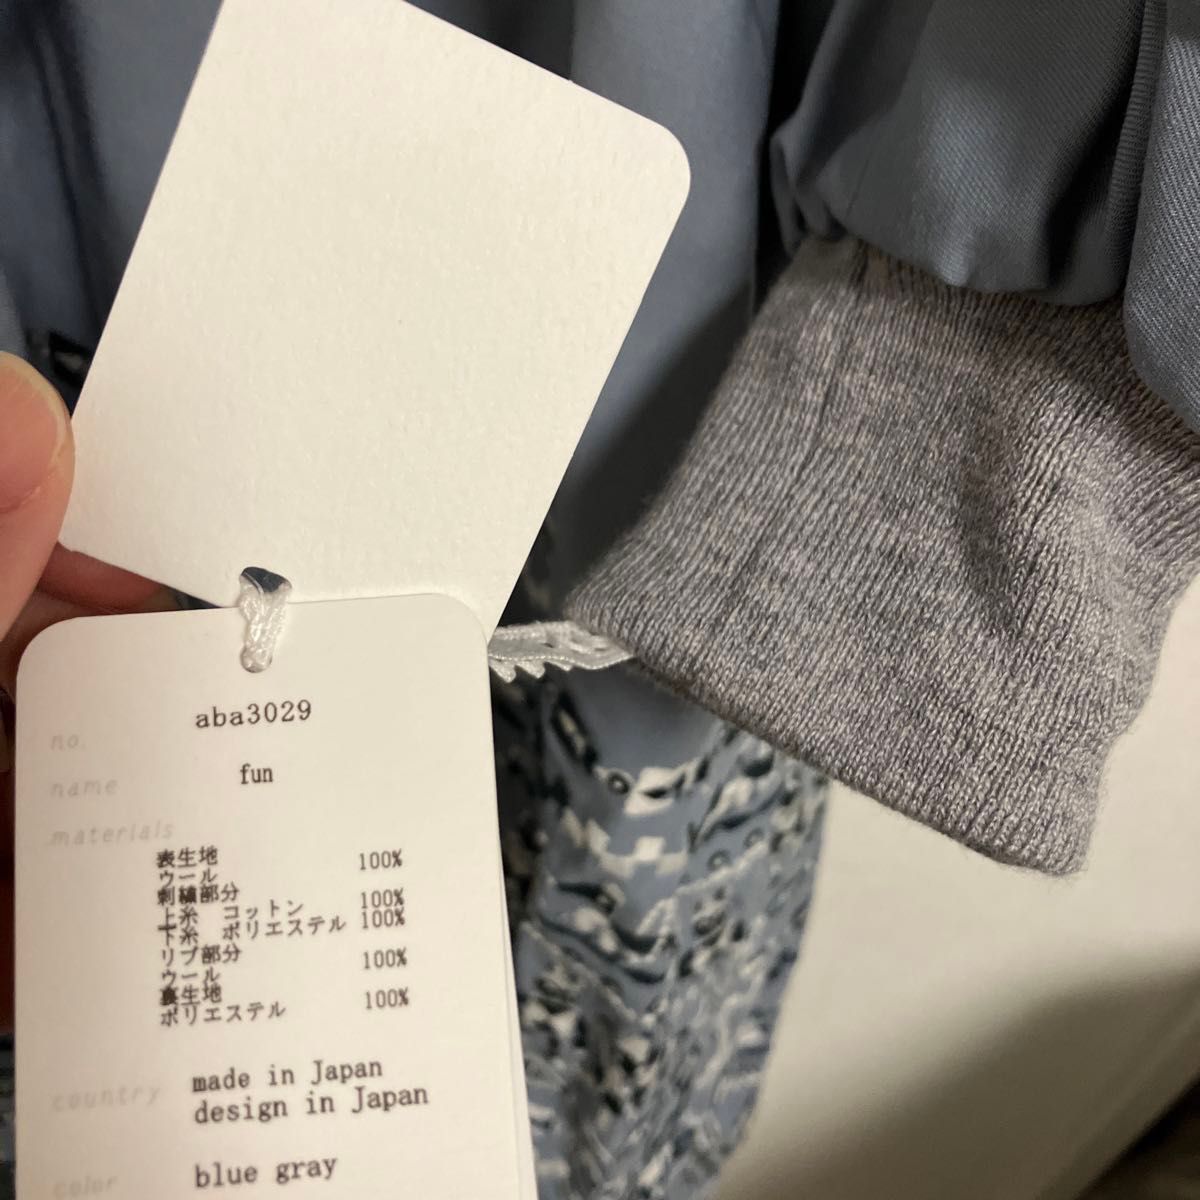 no. aba3029
name fun
materials
表生地
ウール 100%
刺繍部分
上糸 コットン 100%
下糸 ポリエステル 100%
リブ部分
ウール 100%
裏生地
ポリエステル 100%
country made in Japan
design in Japan
color blue gray